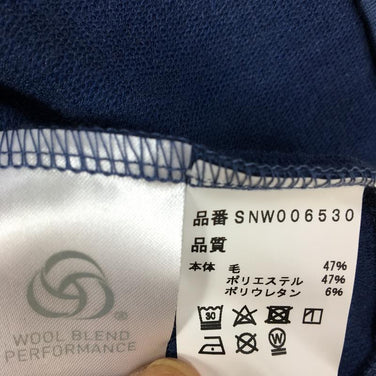 WOOL BLEND
PERFORMANCE
®
品番 SNW006530
品質
本体 毛 47%
ポリエステル 47%
ポリウレタン 6%
30
W